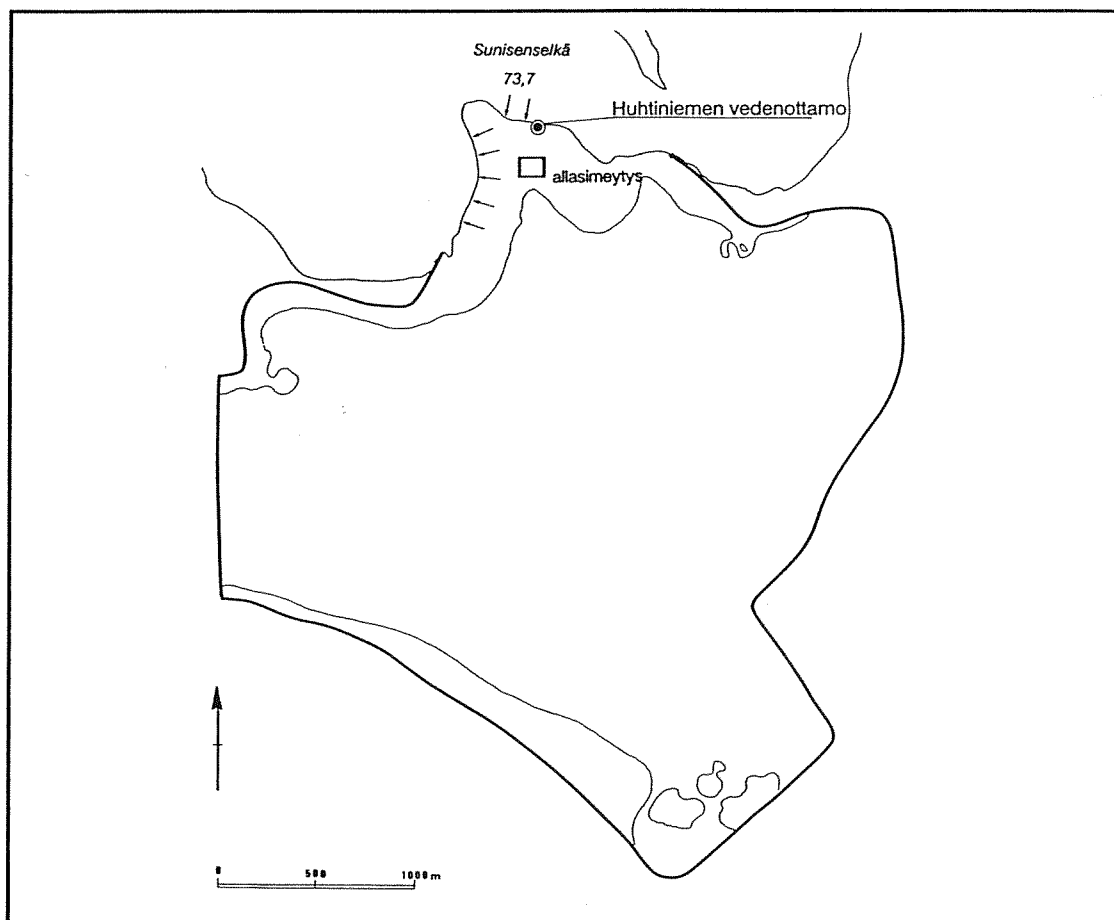 Sunisenselkä
73,7
Huhtiniemen vedenottamo
allasimeytys
0 500 1000 m